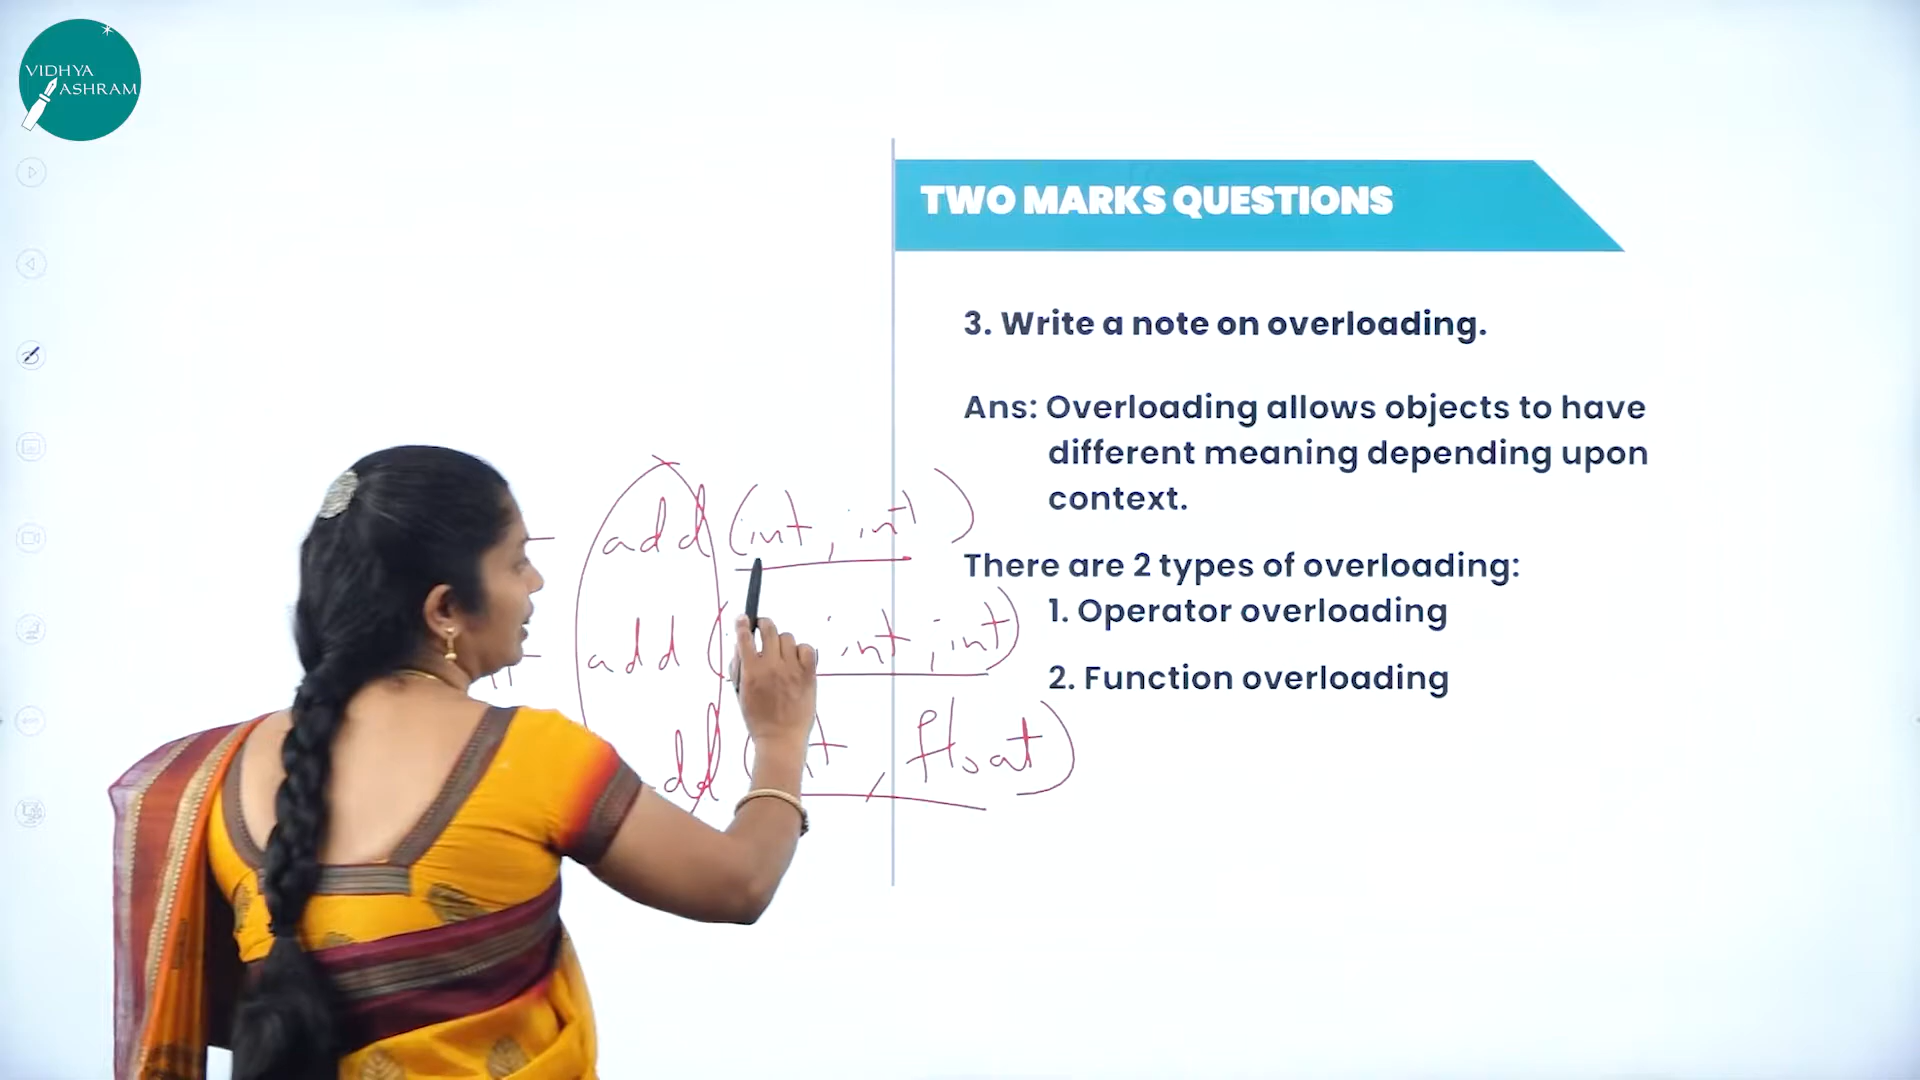 VIDHYA
ASHRAM
TWO MARKS QUESTIONS
3. Write a note on overloading.
Ans: Overloading allows objects to have
different meaning depending upon
context.
There are 2 types of overloading:
1. Operator overloading
2. Function overloading
add (int, int)
add ( , int, int)
add ( , float)